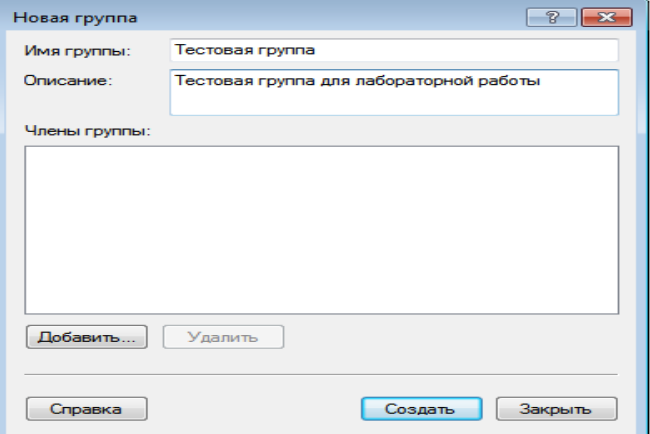 Новая группа
Имя группы: Тестовая группа
Описание: Тестовая группа для лабораторной работы
Члены группы:
Добавить... Удалить
Справка Создать Закрыть